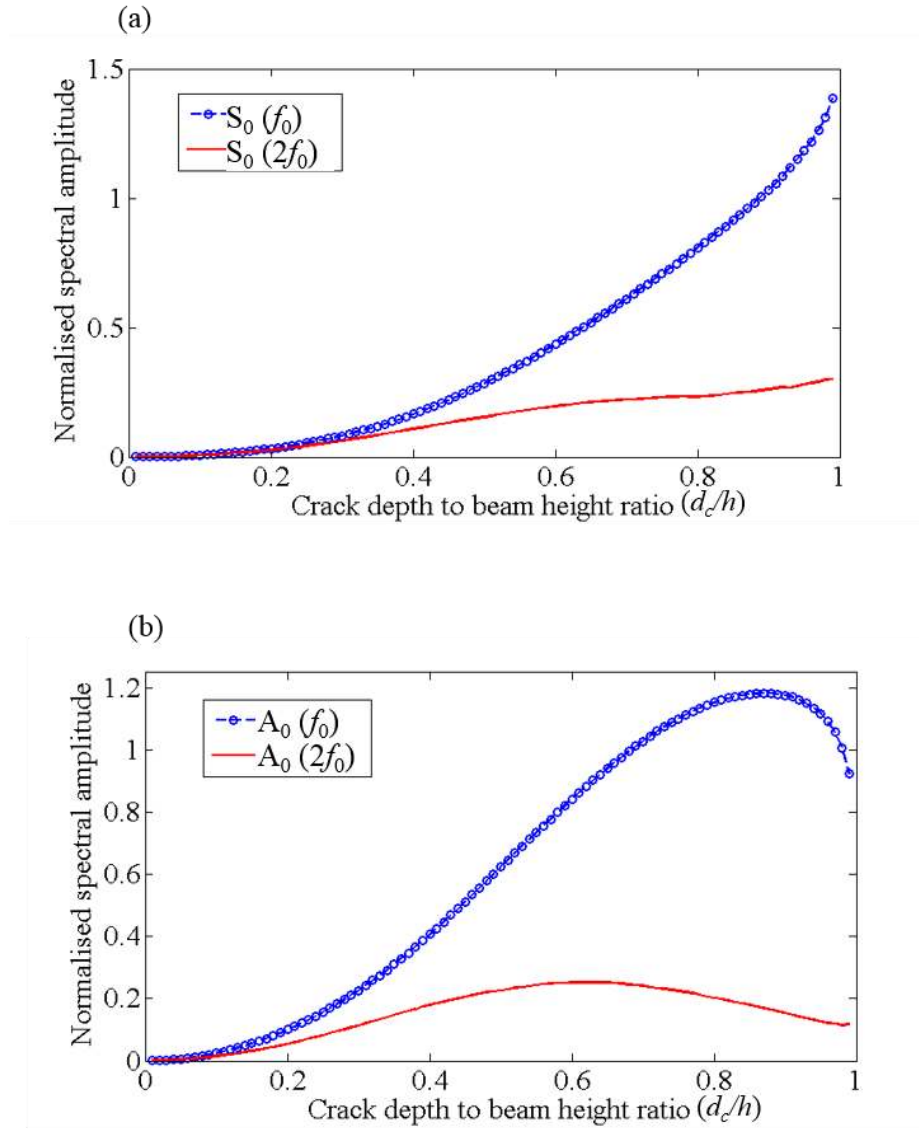 (a)
1.5
1
0.5
0
Normalised spectral amplitude
S₀ (f₀)
S₀ (2f₀)
0.2 0.4 0.6 0.8 1
Crack depth to beam height ratio (d_c/h)
(b)
1.2
1
0.8
0.6
0.4
0.2
0
Normalised spectral amplitude
A₀ (f₀)
A₀ (2f₀)
0 0.2 0.4 0.6 0.8 1
Crack depth to beam height ratio (d_c/h)